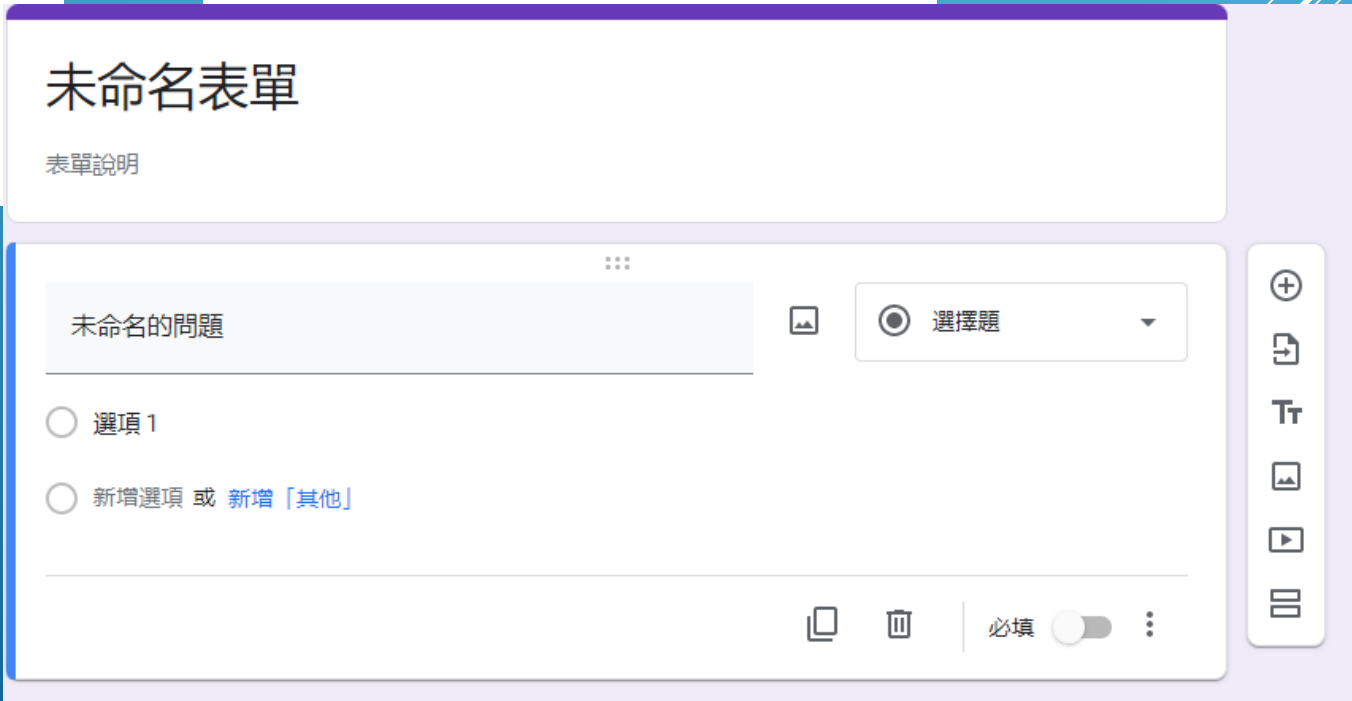 未命名表單
表單說明
未命名的問題
選擇題
選項 1
新增選項 或 新增「其他」
必填